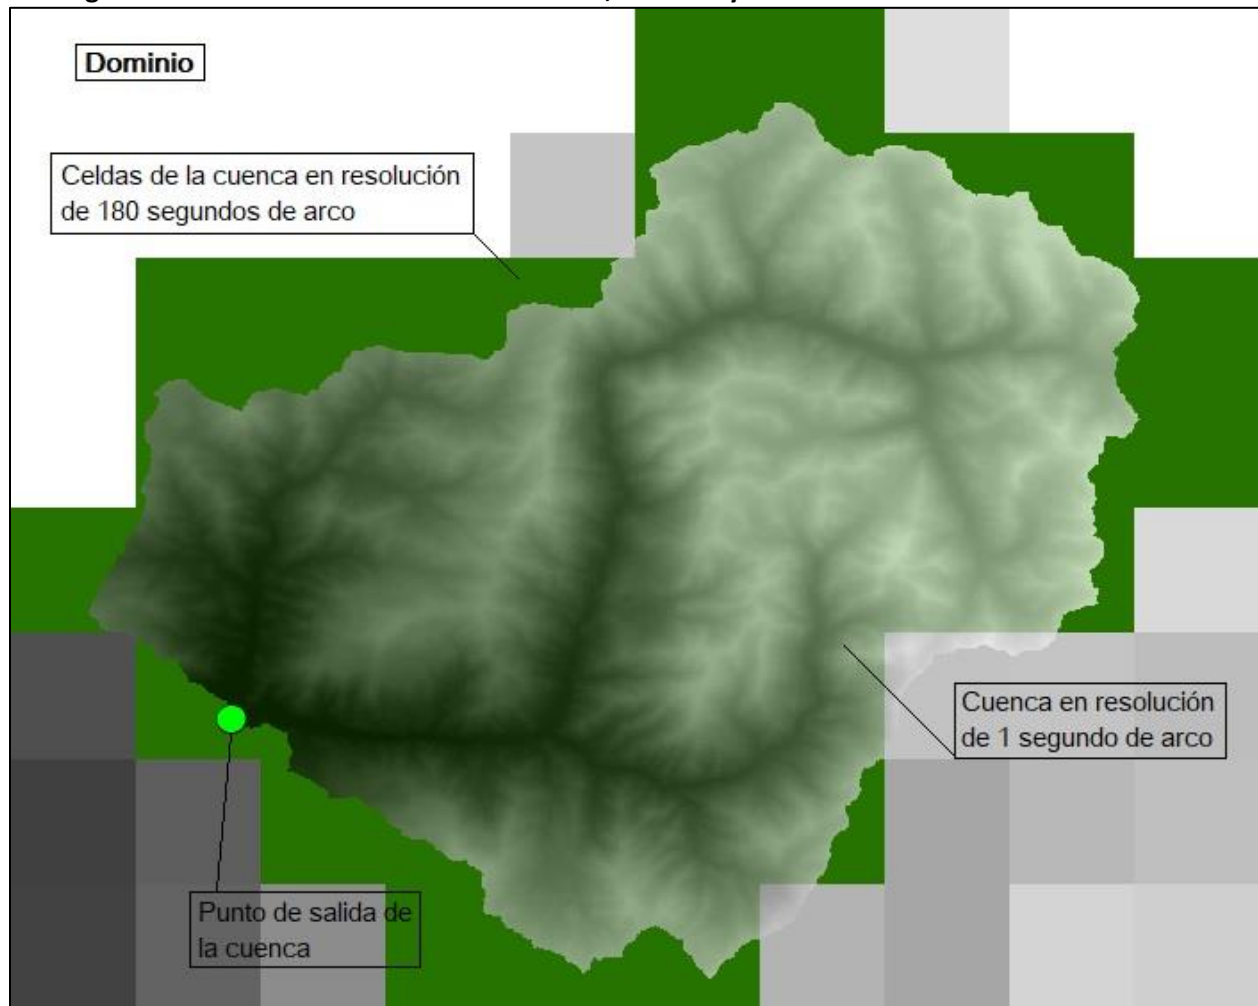 Dominio
Celdas de la cuenca en resolución
de 180 segundos de arco
Cuenca en resolución
de 1 segundo de arco
Punto de salida de
la cuenca